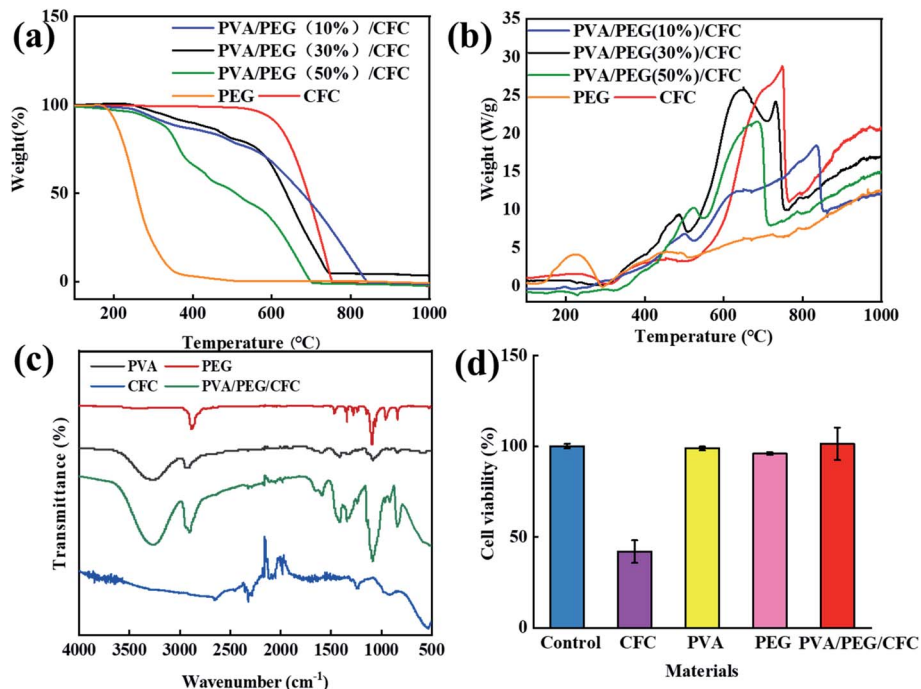 (a)
PVA/PEG（10%）/CFC
PVA/PEG（30%）/CFC
PVA/PEG（50%）/CFC
PEG CFC
Weight(%)
150
100
50
0
200 400 600 800 1000
Temperature (℃)
(b)
PVA/PEG(10%)/CFC
PVA/PEG(30%)/CFC
PVA/PEG(50%)/CFC
PEG CFC
Weight (W/g)
35
30
25
20
15
10
5
0
200 400 600 800 1000
Temperature (℃)
(c)
PVA PEG
CFC PVA/PEG/CFC
Transmittance (%)
4000 3500 3000 2500 2000 1500 1000 500
Wavenumber (cm-1)
(d)
Cell viability (%)
150
100
50
0
Control CFC PVA PEG PVA/PEG/CFC
Materials